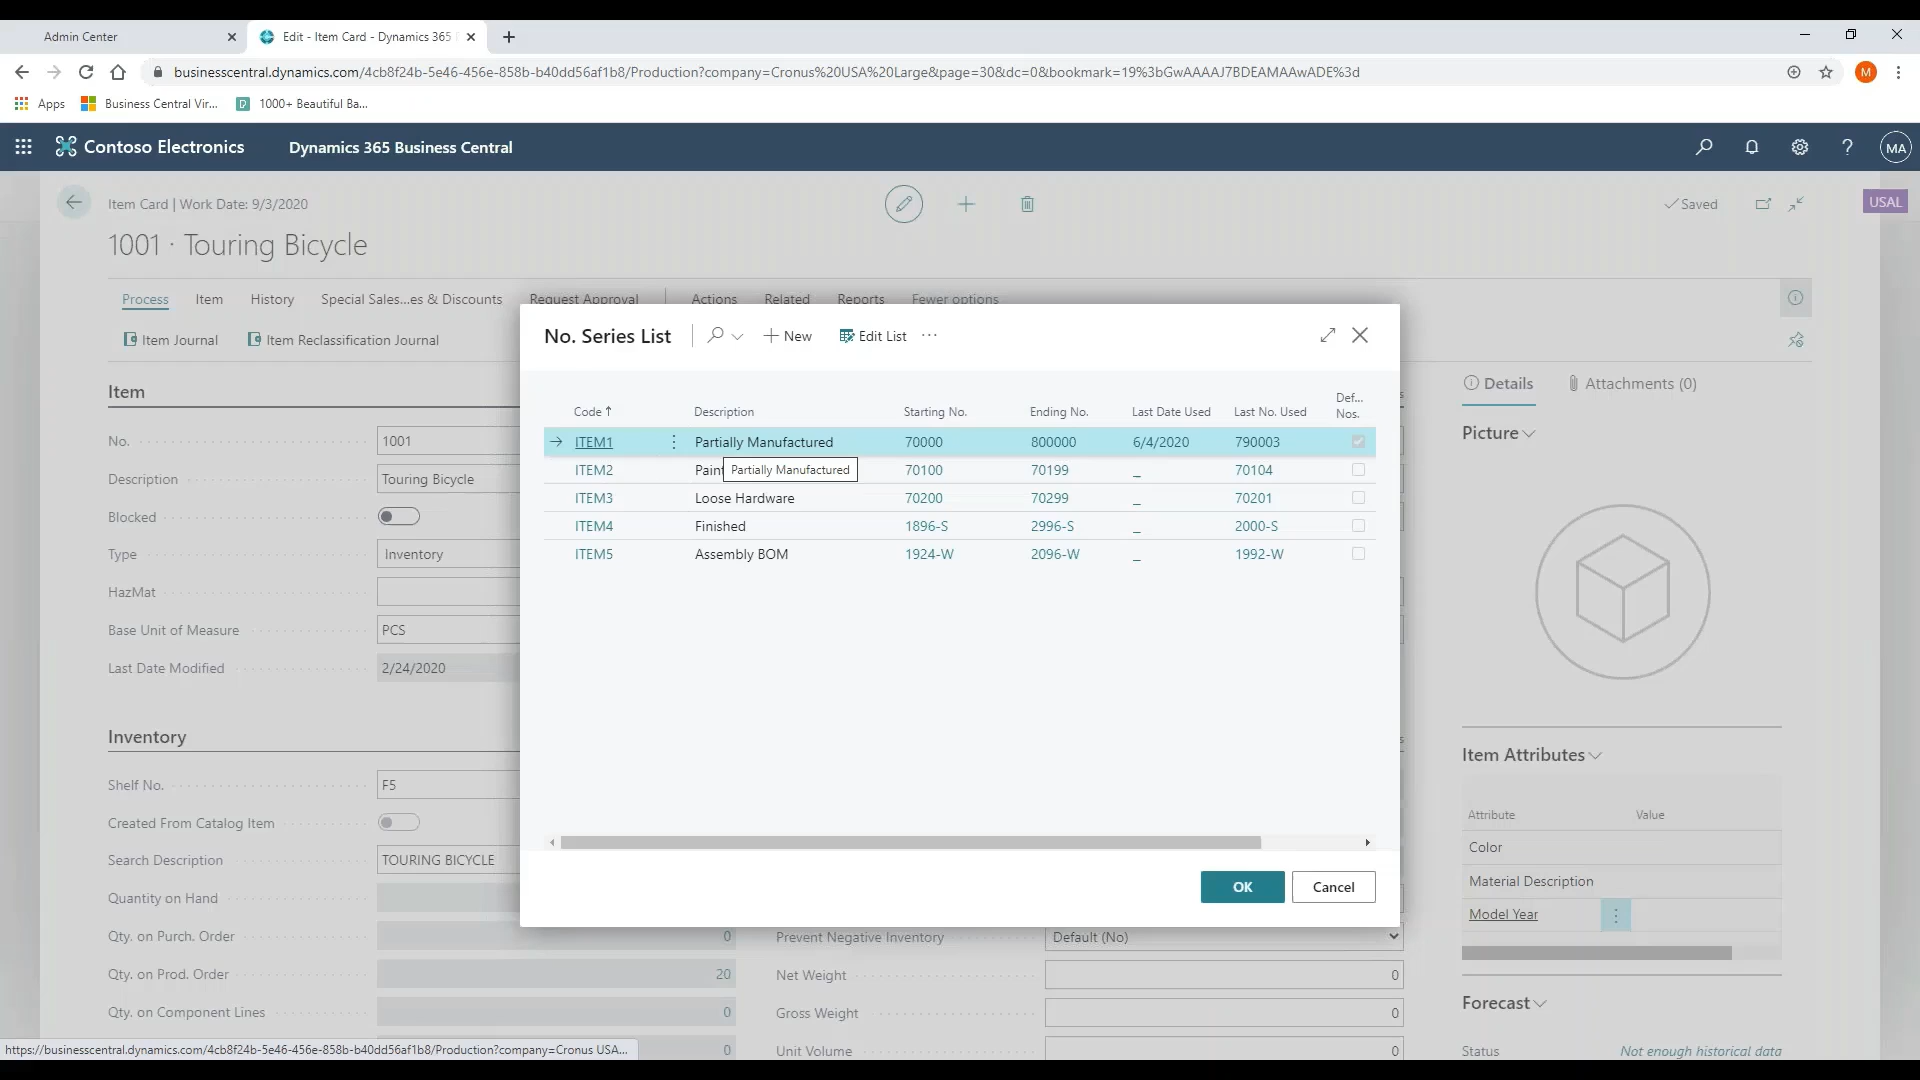 Admin Center
Edit - Item Card - Dynamics 365
businesscentral.dynamics.com/4cb8f24b-5e46-456e-858b-b40dd56af1b8/Production?company=Cronus%20USA%20Large&page=30&dc=0&bookmark=19%3bGwAAAAJ7BDEAMAAwADE%3d
M
Apps
Business Central Vir...
1000+ Beautiful Ba...
Contoso Electronics
Dynamics 365 Business Central
MA
Item Card | Work Date: 9/3/2020
Saved
USAL
1001 · Touring Bicycle
Process Item History Special Sales...es & Discounts Request Approval Actions Related Reports Fewer options
Item Journal Item Reclassification Journal
No. Series List
New
Edit List
Code ↑ Description Starting No. Ending No. Last Date Used Last No. Used Def... Nos.
ITEM1 Partially Manufactured 70000 800000 6/4/2020 790003
ITEM2 Pain 70100 70199 _ 70104
Partially Manufactured
ITEM3 Loose Hardware 70200 70299 _ 70201
ITEM4 Finished 1896-S 2996-S _ 2000-S
ITEM5 Assembly BOM 1924-W 2096-W _ 1992-W
OK Cancel
Item
No. 1001
Description Touring Bicycle
Blocked
Type Inventory
HazMat
Base Unit of Measure PCS
Last Date Modified 2/24/2020
Inventory
Shelf No. F5
Created From Catalog Item
Search Description TOURING BICYCLE
Quantity on Hand
Qty. on Purch. Order 0
Qty. on Prod. Order 20
Qty. on Component Lines 0
0
Prevent Negative Inventory Default (No)
Net Weight 0
Gross Weight 0
Unit Volume 0
Details
Attachments (0)
Picture
Item Attributes
Attribute Value
Color
Material Description
Model Year
Forecast
Status Not enough historical data
https://businesscentral.dynamics.com/4cb8f24b-5e46-456e-858b-b40dd56af1b8/Production?company=Cronus USA...